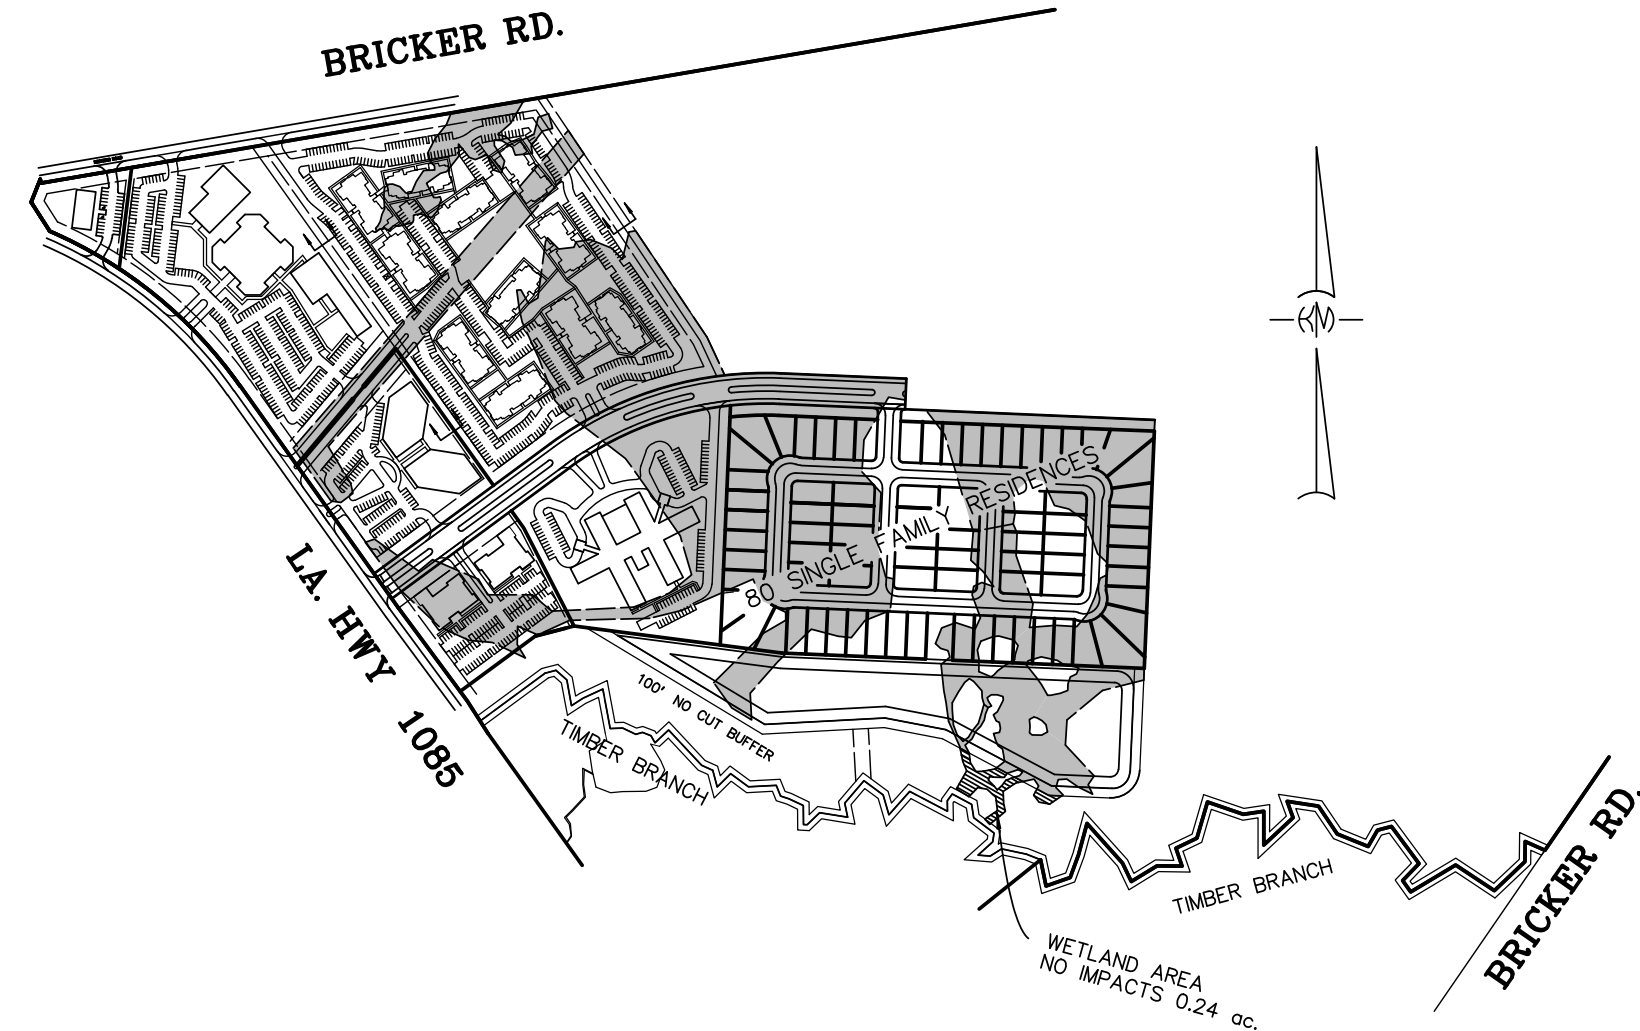 BRICKER RD.
80 SINGLE FAMILY RESIDENCES
LA. HWY 1085
100' NO CUT BUFFER
TIMBER BRANCH
TIMBER BRANCH
BRICKER RD.
WETLAND AREA
NO IMPACTS 0.24 ac.